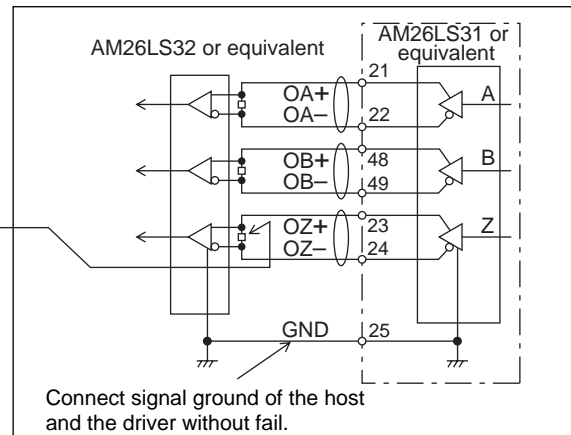 AM26LS32 or equivalent
AM26LS31 or
equivalent
21
OA+
OA−
22
A
48
OB+
OB−
49
B
23
OZ+
OZ−
24
Z
GND
25
Connect signal ground of the host
and the driver without fail.